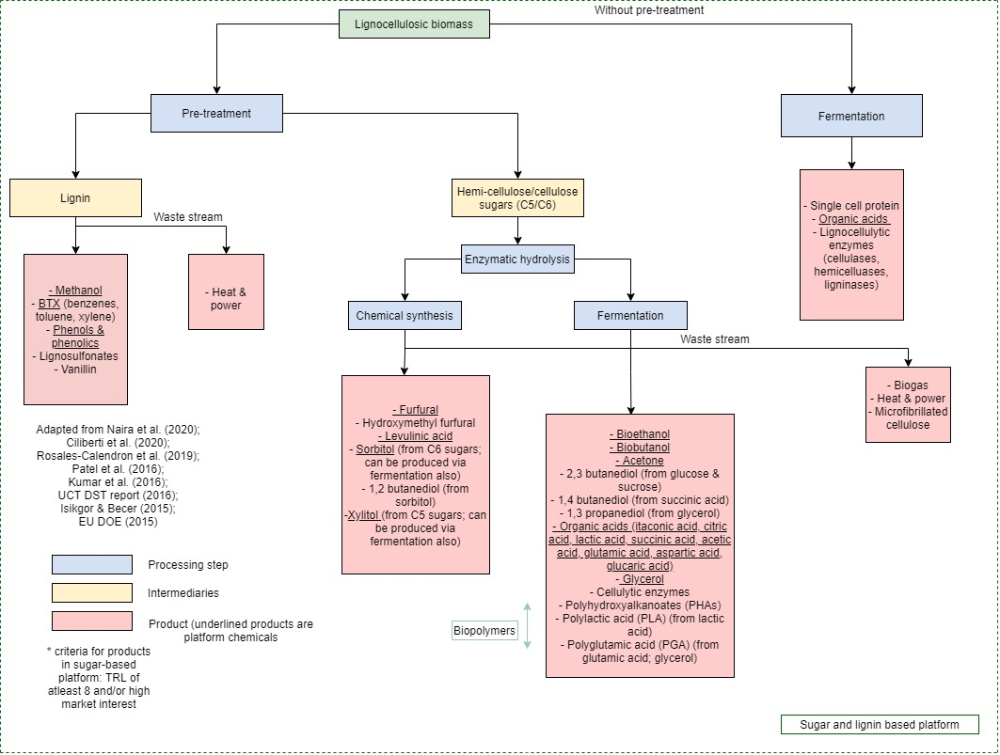 Without pre-treatment
Lignocellulosic biomass
Pre-treatment
Fermentation
Lignin
Hemi-cellulose/cellulose
sugars (C5/C6)
- Single cell protein
- Organic acids
- Lignocellulytic
enzymes
(cellulases,
hemicelluases,
ligninases)
Waste stream
Enzymatic hydrolysis
- Methanol
- BTX (benzenes,
toluene, xylene)
- Phenols &
phenolics
- Lignosulfonates
- Vanillin
- Heat &
power
Chemical synthesis
Fermentation
Waste stream
- Furfural
- Hydroxymethyl furfural
- Levulinic acid
- Sorbitol (from C6 sugars;
can be produced via
fermentation also)
- 1,2 butanediol (from
sorbitol)
-Xylitol (from C5 sugars; can
be produced via
fermentation also)
- Biogas
- Heat & power
- Microfibrillated
cellulose
- Bioethanol
- Biobutanol
- Acetone
- 2,3 butanediol (from glucose &
sucrose)
- 1,4 butanediol (from succinic acid)
- 1,3 propanediol (from glycerol)
- Organic acids (itaconic acid, citric
acid, lactic acid, succinic acid, acetic
acid, glutamic acid, aspartic acid,
glucaric acid)
- Glycerol
- Cellulytic enzymes
- Polyhydroxyalkanoates (PHAs)
- Polylactic acid (PLA) (from lactic
acid)
- Polyglutamic acid (PGA) (from
glutamic acid; glycerol)
Biopolymers
Adapted from Naira et al. (2020);
Ciliberti et al. (2020);
Rosales-Calendron et al. (2019);
Patel et al. (2016);
Kumar et al. (2016);
UCT DST report (2016);
Isikgor & Becer (2015);
EU DOE (2015)
Processing step
Intermediaries
Product (underlined products are
platform chemicals
* criteria for products
in sugar-based
platform: TRL of
atleast 8 and/or high
market interest
Sugar and lignin based platform